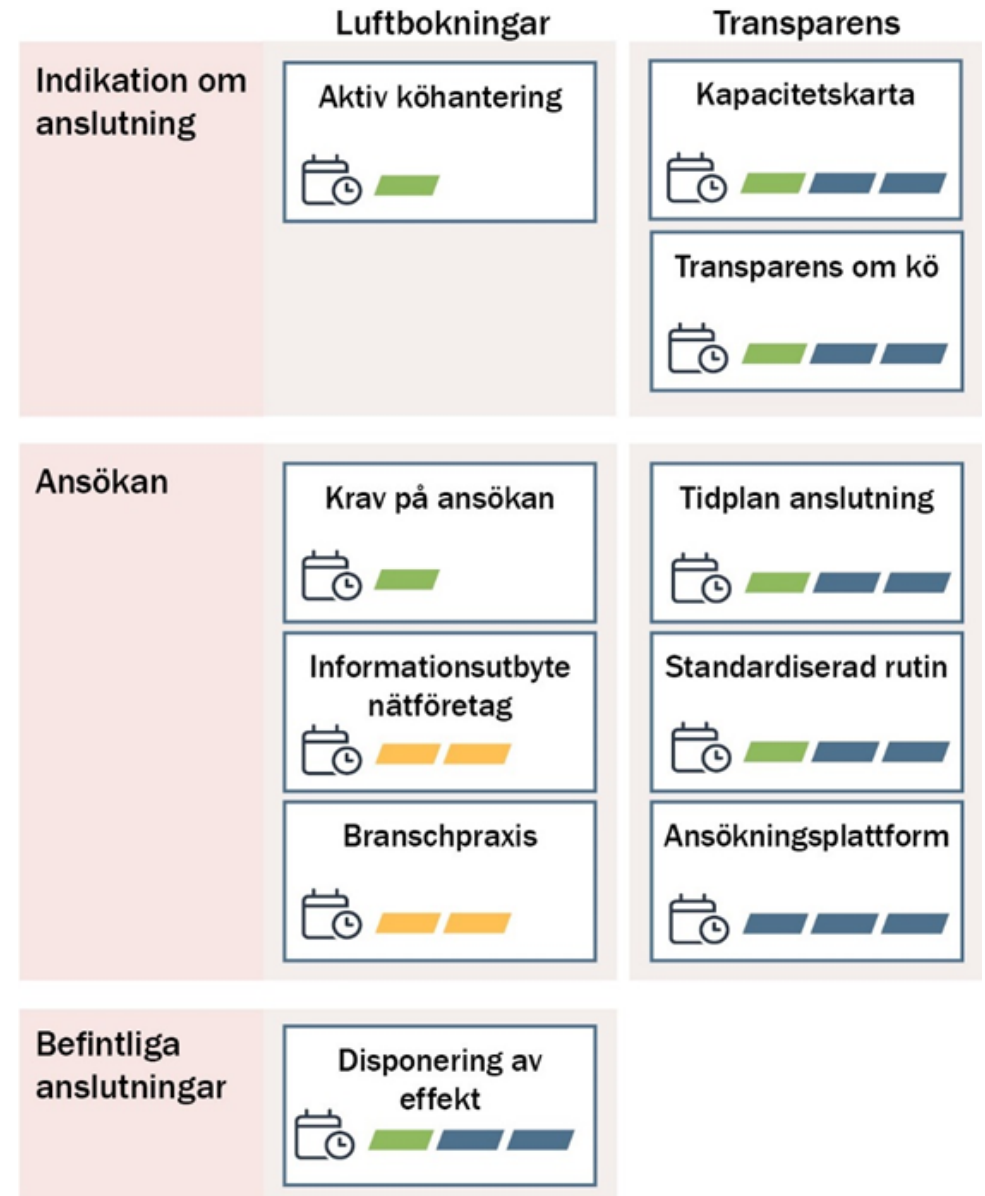 Luftbokningar
Transparens
Indikation om
anslutning
Aktiv köhantering
Kapacitetskarta
Transparens om kö
Ansökan
Krav på ansökan
Tidplan anslutning
Informationsutbyte
nätföretag
Standardiserad rutin
Branschpraxis
Ansökningsplattform
Befintliga
anslutningar
Disponering av
effekt